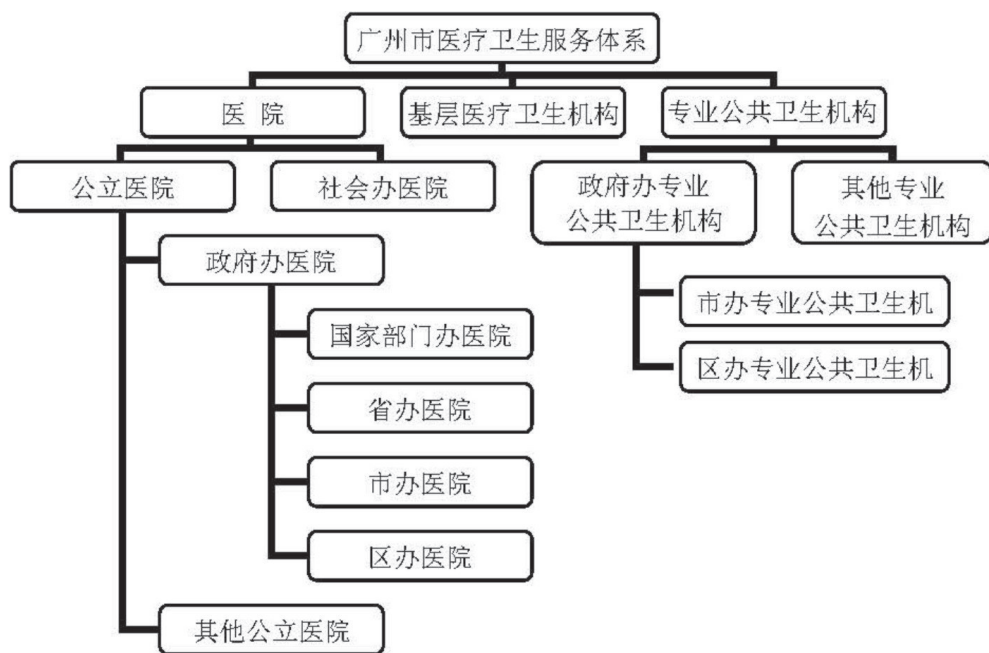 广州市医疗卫生服务体系
医 院
基层医疗卫生机构
专业公共卫生机构
公立医院
社会办医院
政府办专业
公共卫生机构
其他专业
公共卫生机构
政府办医院
市办专业公共卫生机
国家部门办医院
区办专业公共卫生机
省办医院
市办医院
区办医院
其他公立医院